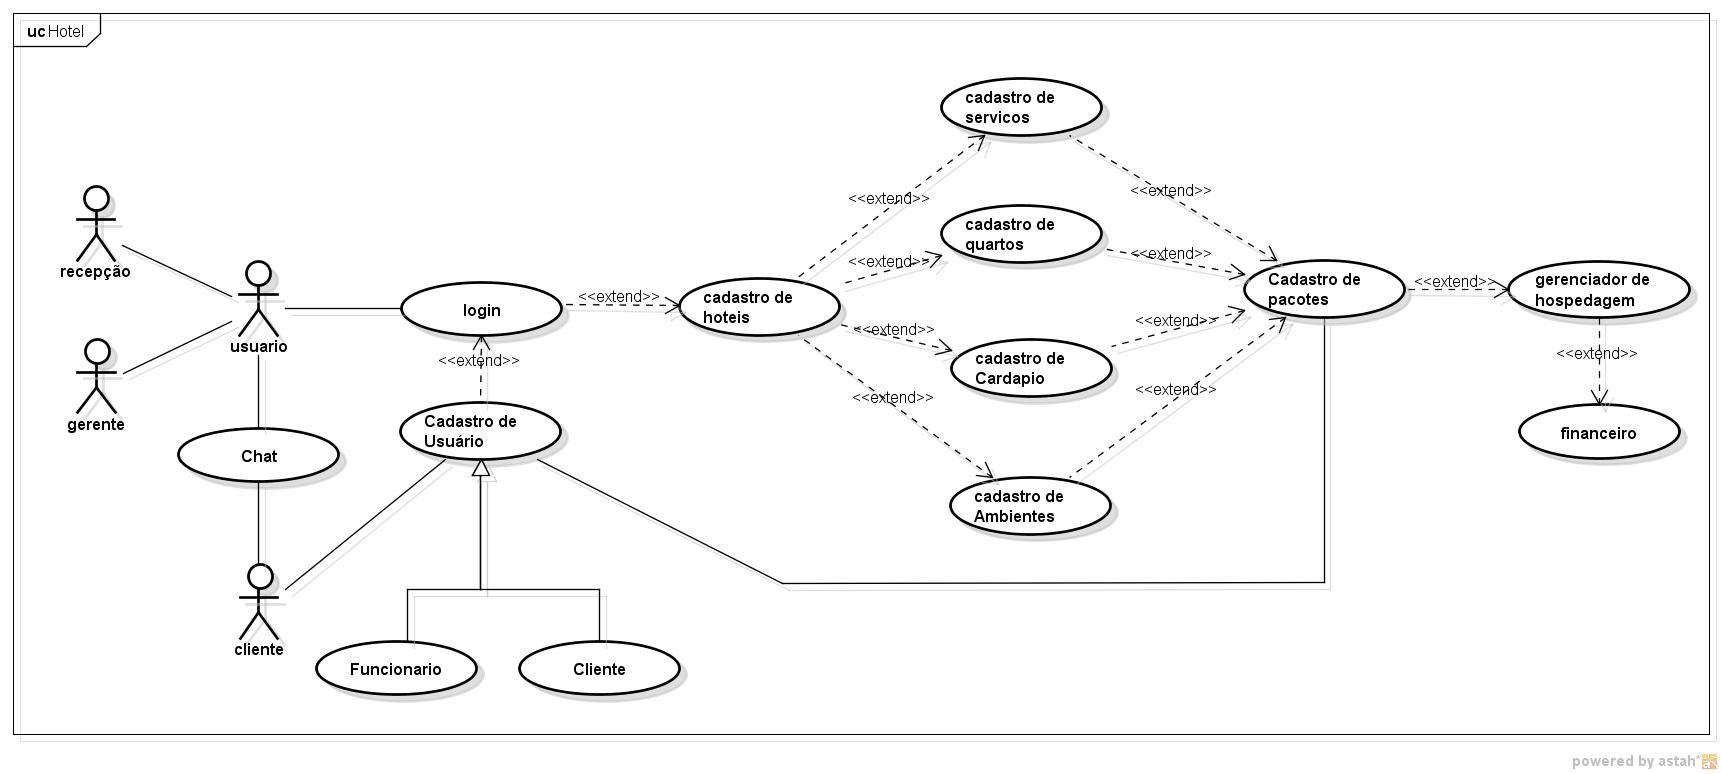 uc Hotel
cadastro de
servicos
<<extend>>
<<extend>>
recepção
cadastro de
quartos
<<extend>>
<<extend>>
usuario
login
<<extend>>
cadastro de
hoteis
Cadastro de
pacotes
<<extend>>
gerenciador de
hospedagem
<<extend>>
<<extend>>
<<extend>>
cadastro de
Cardapio
<<extend>>
<<extend>>
<<extend>>
gerente
Cadastro de
Usuário
<<extend>>
financeiro
Chat
cadastro de
Ambientes
cliente
Funcionario
Cliente
powered by astah*